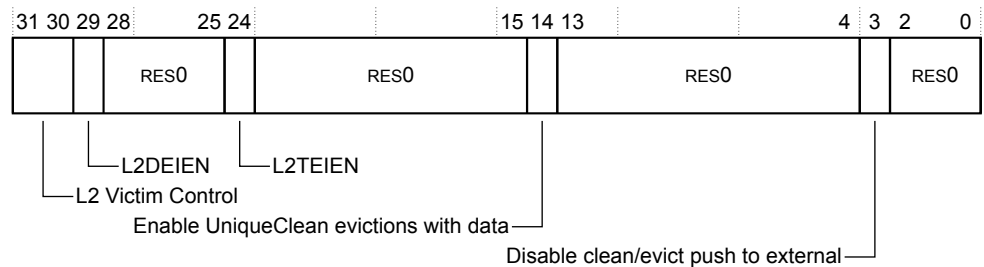 31 30 29 28 25 24 15 14 13 4 3 2 0
RES0 RES0 RES0 RES0
L2DEIEN L2TEIEN
L2 Victim Control
Enable UniqueClean evictions with data
Disable clean/evict push to external